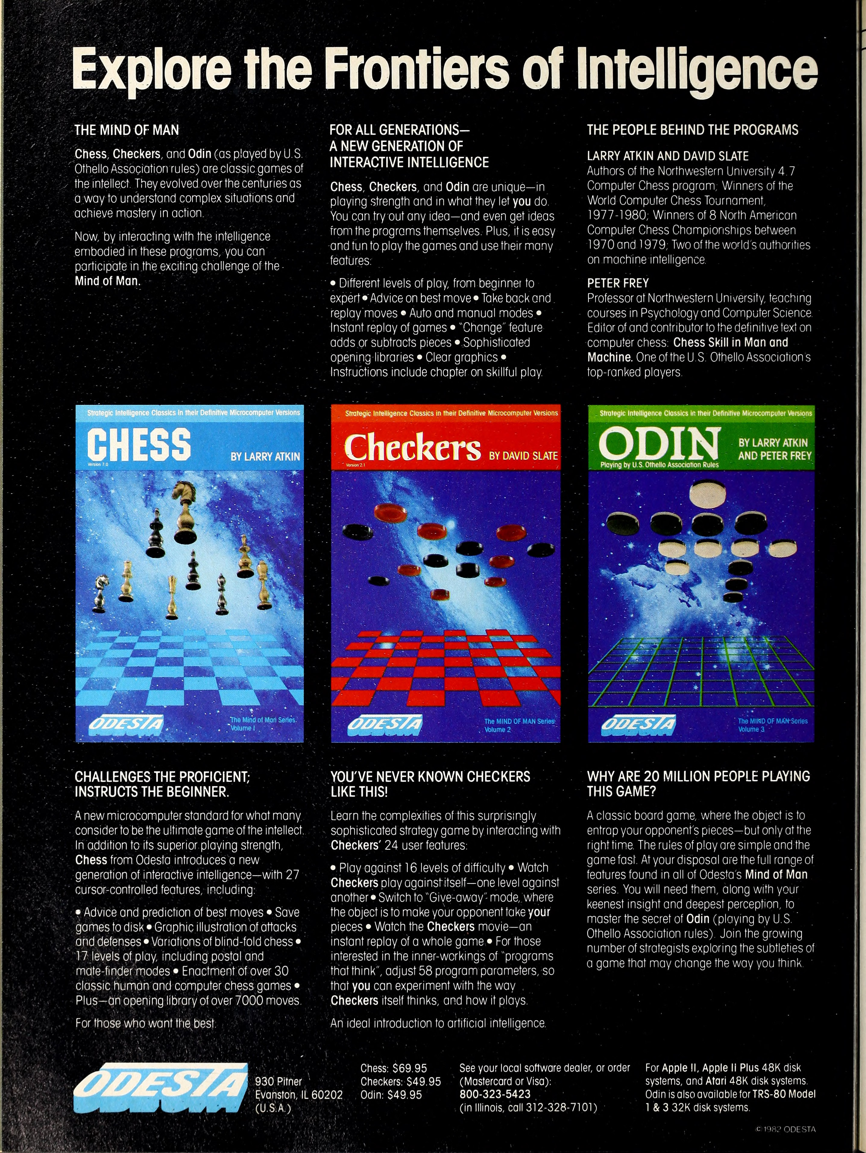 Explore the Frontiers of Intelligence
THE MIND OF MAN
Chess, Checkers, and Odin (as played by U.S.
Othello Association rules) are classic games of
the intellect. They evolved over the centuries as
a way to understand complex situations and
achieve mastery in action.
Now, by interacting with the intelligence
embodied in these programs, you can
participate in the exciting challenge of the
Mind of Man.
FOR ALL GENERATIONS—
A NEW GENERATION OF
INTERACTIVE INTELLIGENCE
Chess, Checkers, and Odin are unique—in
playing strength and in what they let you do.
You can try out any idea—and even get ideas
from the programs themselves. Plus, it is easy
and fun to play the games and use their many
features:
• Different levels of play, from beginner to
expert • Advice on best move • Take back and
replay moves • Auto and manual modes •
Instant replay of games • "Change" feature
adds or subtracts pieces • Sophisticated
opening libraries • Clear graphics •
Instructions include chapter on skillful play.
THE PEOPLE BEHIND THE PROGRAMS
LARRY ATKIN AND DAVID SLATE
Authors of the Northwestern University 4.7
Computer Chess program; Winners of the
World Computer Chess Tournament,
1977-1980; Winners of 8 North American
Computer Chess Championships between
1970 and 1979; Two of the world's authorities
on machine intelligence.
PETER FREY
Professor at Northwestern University, teaching
courses in Psychology and Computer Science.
Editor of and contributor to the definitive text on
computer chess: Chess Skill in Man and
Machine. One of the U.S. Othello Association's
top-ranked players.
Strategic Intelligence Classics in their Definitive Microcomputer Versions
CHESS
Version 7.0
BY LARRY ATKIN
ODESTA
The Mind of Man Series
Volume 1
Strategic Intelligence Classics in their Definitive Microcomputer Versions
Checkers
Version 2.1
BY DAVID SLATE
ODESTA
The MIND OF MAN Series
Volume 2
Strategic Intelligence Classics in their Definitive Microcomputer Versions
ODIN
Playing by U.S. Othello Association Rules
BY LARRY ATKIN
AND PETER FREY
ODESTA
The MIND OF MAN Series
Volume 3
CHALLENGES THE PROFICIENT;
INSTRUCTS THE BEGINNER.
A new microcomputer standard for what many
consider to be the ultimate game of the intellect.
In addition to its superior playing strength,
Chess from Odesta introduces a new
generation of interactive intelligence—with 27
cursor-controlled features, including:
• Advice and prediction of best moves • Save
games to disk • Graphic illustration of attacks
and defenses • Variations of blind-fold chess •
17 levels of play, including postal and
mate-finder modes • Enactment of over 30
classic human and computer chess games •
Plus—an opening library of over 7000 moves.
For those who want the best.
YOU'VE NEVER KNOWN CHECKERS
LIKE THIS!
Learn the complexities of this surprisingly
sophisticated strategy game by interacting with
Checkers' 24 user features:
• Play against 16 levels of difficulty • Watch
Checkers play against itself—one level against
another • Switch to "Give-away" mode, where
the object is to make your opponent take your
pieces • Watch the Checkers movie—an
instant replay of a whole game • For those
interested in the inner-workings of "programs
that think", adjust 58 program parameters, so
that you can experiment with the way
Checkers itself thinks, and how it plays.
An ideal introduction to artificial intelligence.
WHY ARE 20 MILLION PEOPLE PLAYING
THIS GAME?
A classic board game, where the object is to
entrap your opponent's pieces—but only at the
right time. The rules of play are simple and the
game fast. At your disposal are the full range of
features found in all of Odesta's Mind of Man
series. You will need them, along with your
keenest insight and deepest perception, to
master the secret of Odin (playing by U.S.
Othello Association rules). Join the growing
number of strategists exploring the subtleties of
a game that may change the way you think.
ODESTA
930 Pitner
Evanston, IL 60202
(U.S.A.)
Chess: $69.95
Checkers: $49.95
Odin: $49.95
See your local software dealer, or order
(Mastercard or Visa):
800-323-5423
(in Illinois, call 312-328-7101)
For Apple II, Apple II Plus 48K disk
systems, and Atari 48K disk systems.
Odin is also available for TRS-80 Model
1 & 3 32K disk systems.
© 1982 ODESTA